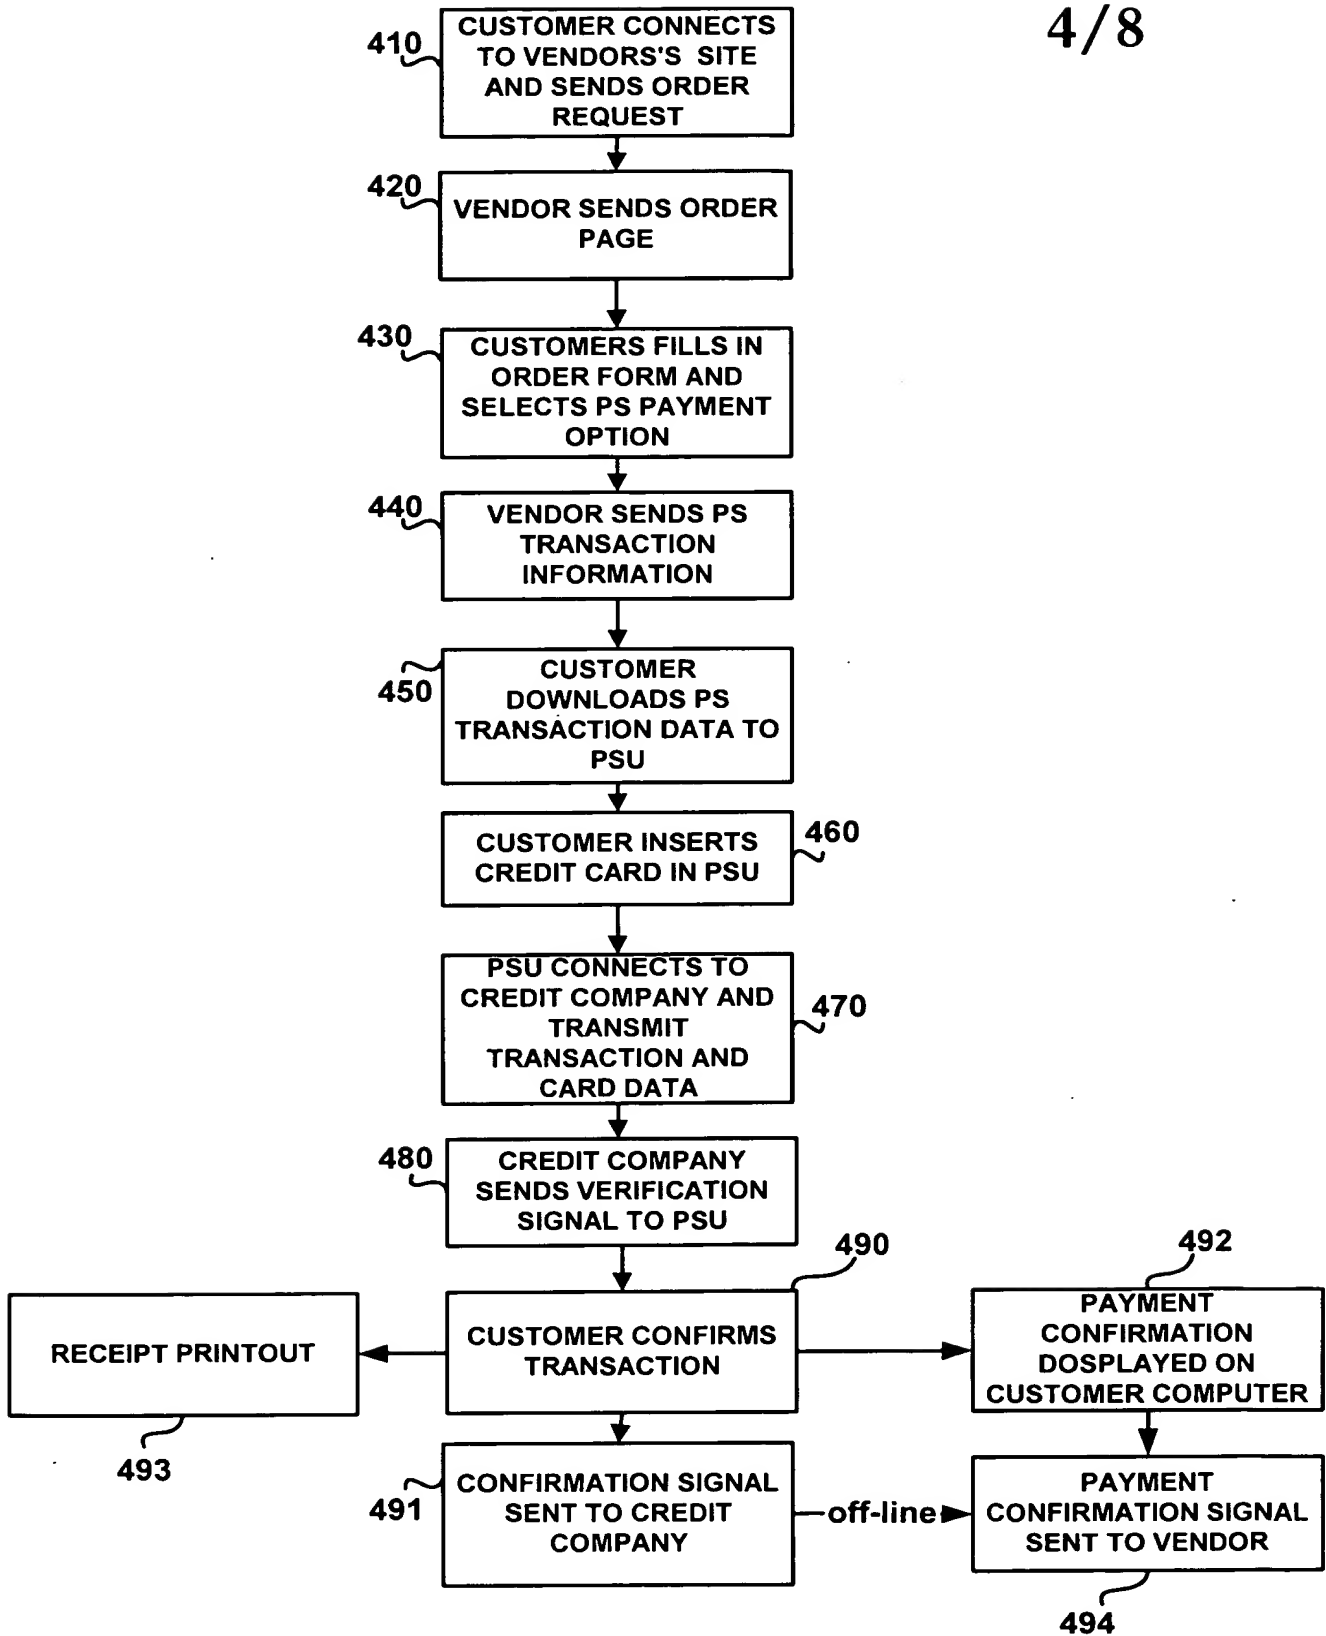 4/8
410
CUSTOMER CONNECTS
TO VENDORS'S SITE
AND SENDS ORDER
REQUEST
420
VENDOR SENDS ORDER
PAGE
430
CUSTOMERS FILLS IN
ORDER FORM AND
SELECTS PS PAYMENT
OPTION
440
VENDOR SENDS PS
TRANSACTION
INFORMATION
450
CUSTOMER
DOWNLOADS PS
TRANSACTION DATA TO
PSU
460
CUSTOMER INSERTS
CREDIT CARD IN PSU
470
PSU CONNECTS TO
CREDIT COMPANY AND
TRANSMIT
TRANSACTION AND
CARD DATA
480
CREDIT COMPANY
SENDS VERIFICATION
SIGNAL TO PSU
490
CUSTOMER CONFIRMS
TRANSACTION
492
PAYMENT
CONFIRMATION
DOSPLAYED ON
CUSTOMER COMPUTER
RECEIPT PRINTOUT
493
491
CONFIRMATION SIGNAL
SENT TO CREDIT
COMPANY
off-line
PAYMENT
CONFIRMATION SIGNAL
SENT TO VENDOR
494